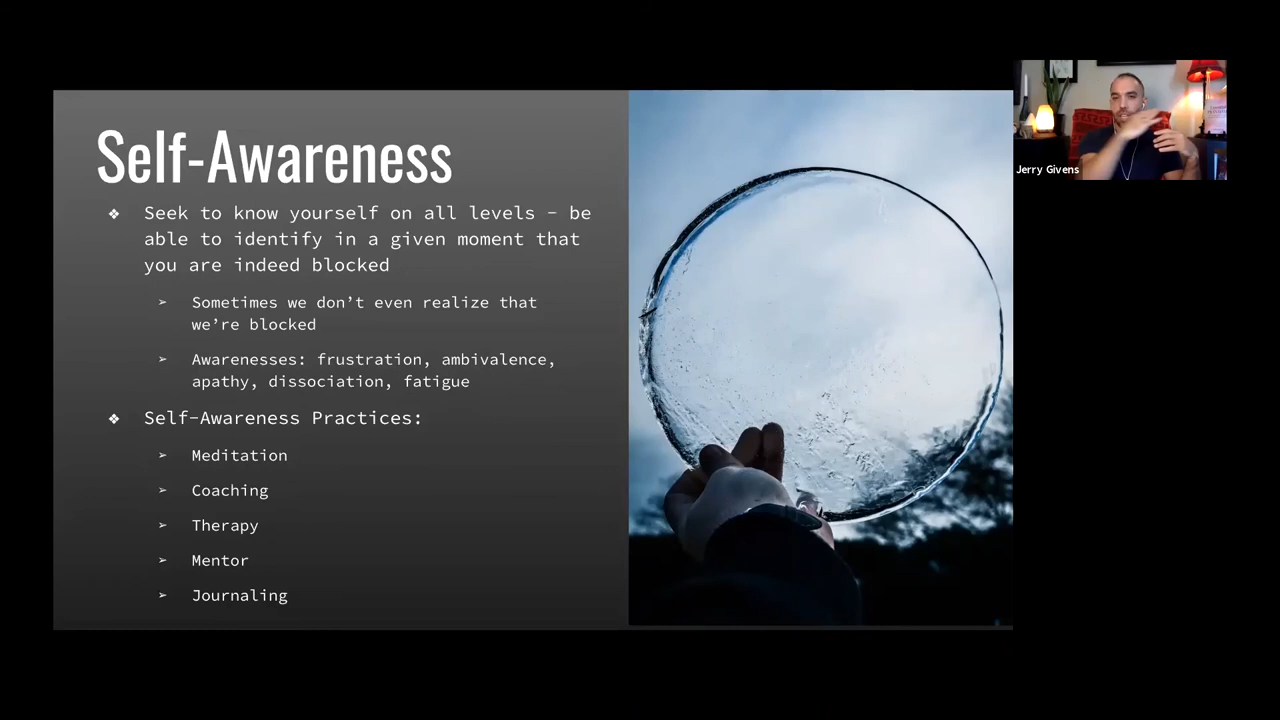 Self-Awareness
❖ Seek to know yourself on all levels - be
able to identify in a given moment that
you are indeed blocked
➢ Sometimes we don’t even realize that
we’re blocked
➢ Awarenesses: frustration, ambivalence,
apathy, dissociation, fatigue
❖ Self-Awareness Practices:
➢ Meditation
➢ Coaching
➢ Therapy
➢ Mentor
➢ Journaling
Jerry Givens